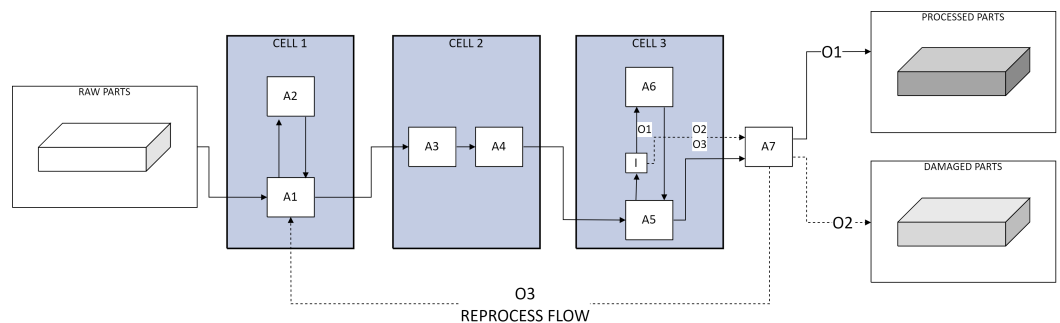 RAW PARTS
CELL 1
A2
A1
CELL 2
A3
A4
CELL 3
A6
O1
O2
O3
I
A5
A7
O1
O2
PROCESSED PARTS
DAMAGED PARTS
O3
REPROCESS FLOW